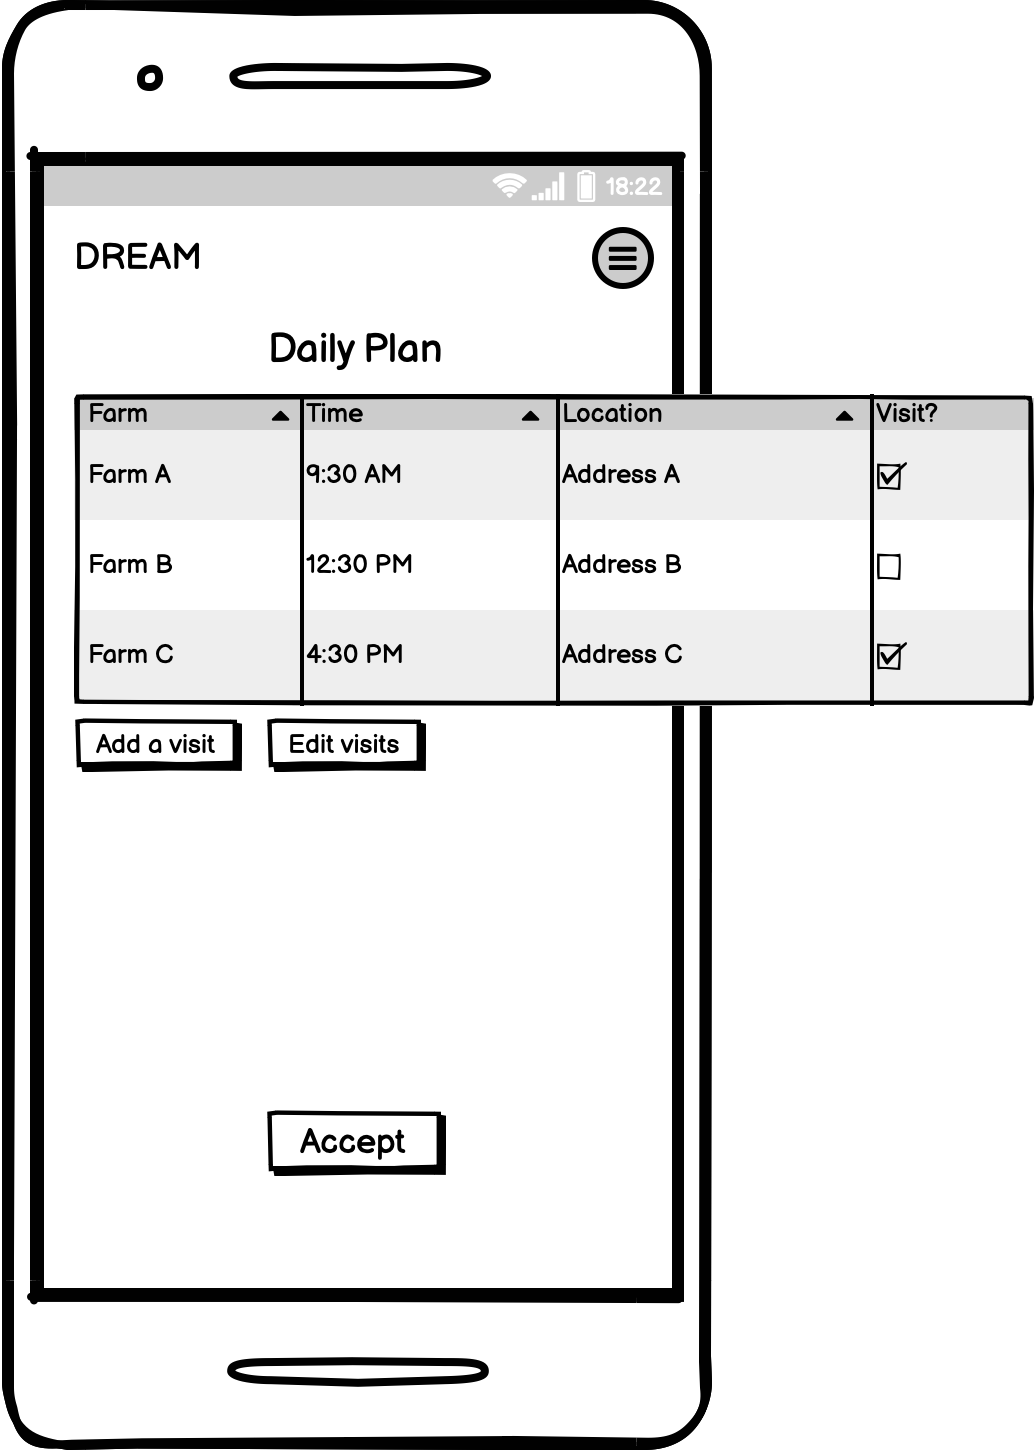 18:22
DREAM
Daily Plan
Farm Time Location Visit?
Farm A 9:30 AM Address A
Farm B 12:30 PM Address B
Farm C 4:30 PM Address C
Add a visit Edit visits
Accept